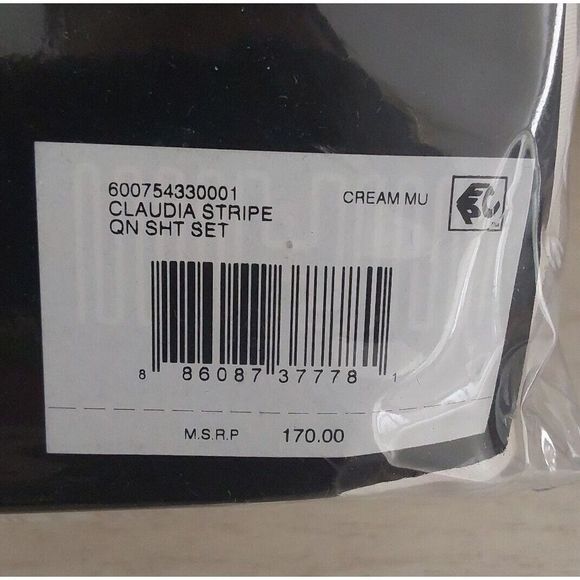 600754330001
CLAUDIA STRIPE
QN SHT SET
CREAM MU
8 86087 37778 1
M.S.R.P 170.00